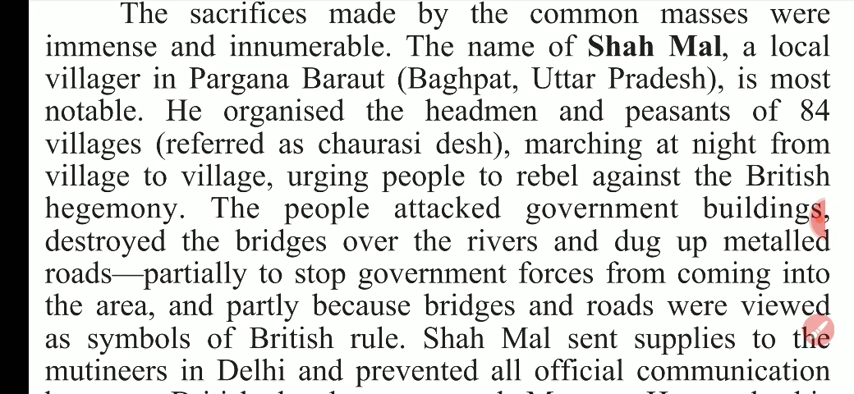 The sacrifices made by the common masses were
immense and innumerable. The name of Shah Mal, a local
villager in Pargana Baraut (Baghpat, Uttar Pradesh), is most
notable. He organised the headmen and peasants of 84
villages (referred as chaurasi desh), marching at night from
village to village, urging people to rebel against the British
hegemony. The people attacked government buildings,
destroyed the bridges over the rivers and dug up metalled
roads—partially to stop government forces from coming into
the area, and partly because bridges and roads were viewed
as symbols of British rule. Shah Mal sent supplies to the
mutineers in Delhi and prevented all official communication